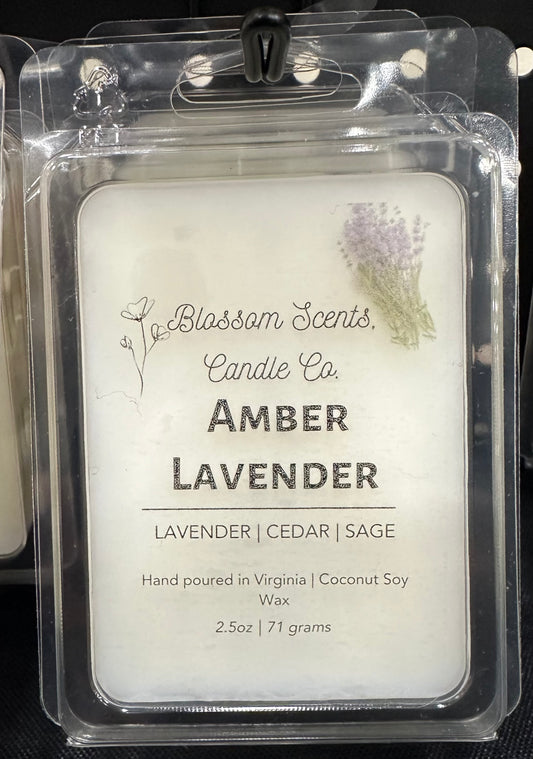 Blossom Scents,
Candle Co.
AMBER
LAVENDER
LAVENDER | CEDAR | SAGE
Hand poured in Virginia | Coconut Soy
Wax
2.5oz | 71 grams